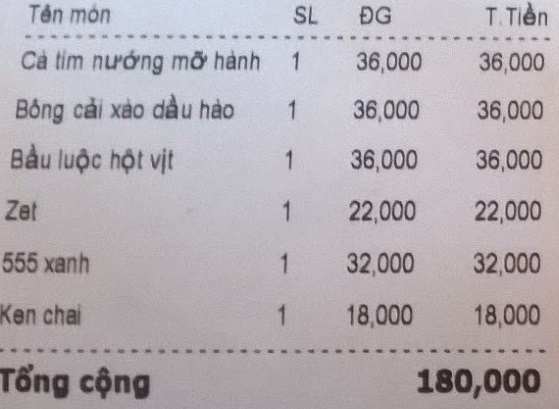 Tên món SL ĐG T.Tiền
Cà tím nướng mỡ hành 1 36,000 36,000
Bông cải xào dầu hào 1 36,000 36,000
Bầu luộc hột vịt 1 36,000 36,000
Zet 1 22,000 22,000
555 xanh 1 32,000 32,000
Ken chai 1 18,000 18,000
Tổng cộng 180,000